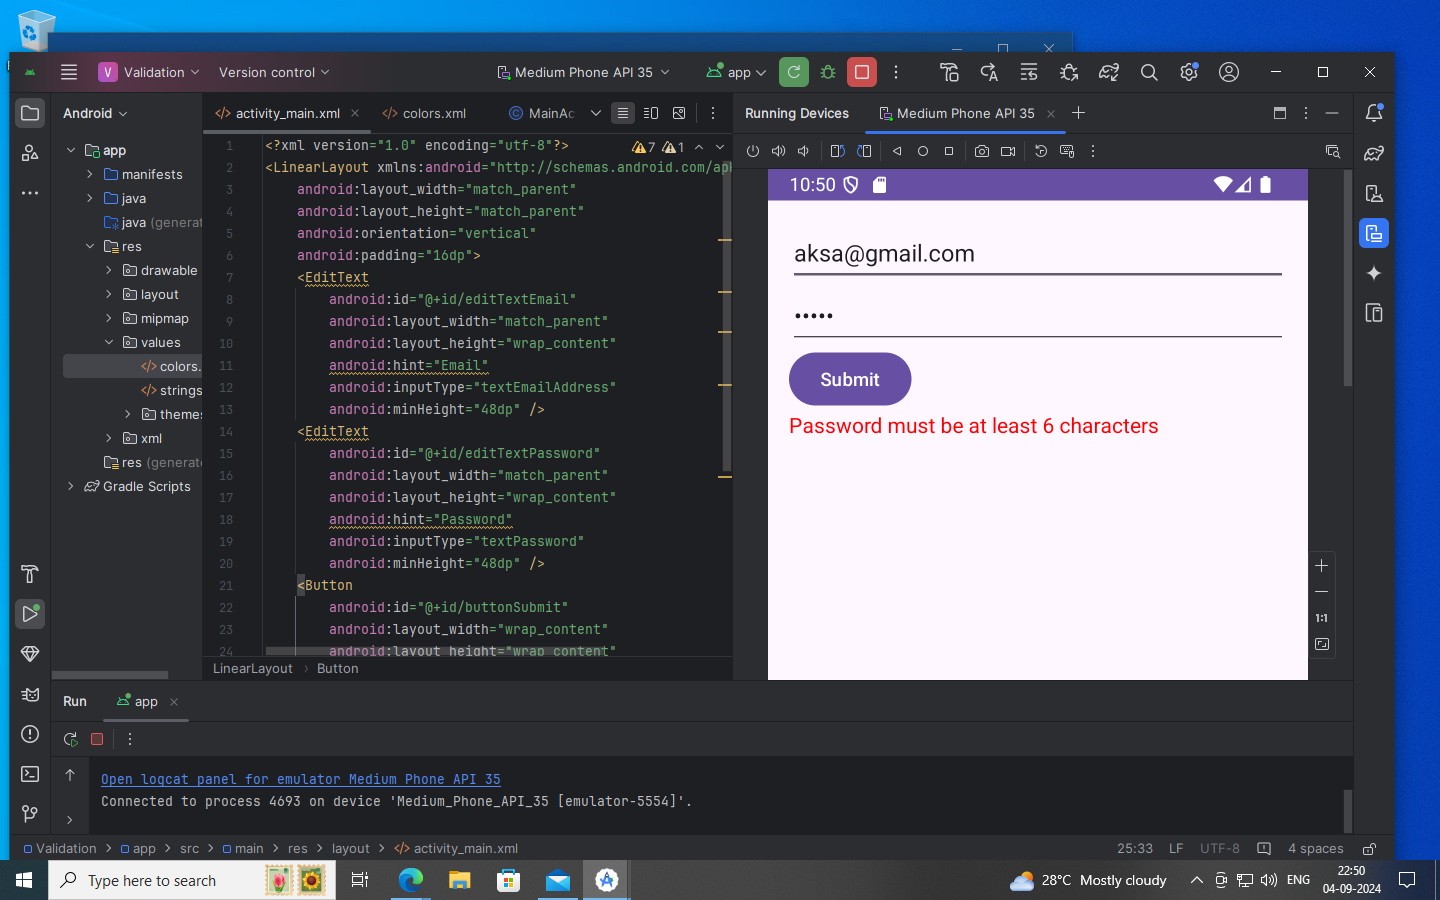 V Validation
Version control
Medium Phone API 35
app
Android
activity_main.xml
colors.xml
MainAc
Running Devices
Medium Phone API 35
app
manifests
java
java (generat
res
drawable
layout
mipmap
values
colors.
strings
themes
xml
res (generate
Gradle Scripts
7
1
1 <?xml version="1.0" encoding="utf-8"?>
2 <LinearLayout xmlns:android="http://schemas.android.com/ap
3 android:layout_width="match_parent"
4 android:layout_height="match_parent"
5 android:orientation="vertical"
6 android:padding="16dp">
7 <EditText
8 android:id="@+id/editTextEmail"
9 android:layout_width="match_parent"
10 android:layout_height="wrap_content"
11 android:hint="Email"
12 android:inputType="textEmailAddress"
13 android:minHeight="48dp" />
14 <EditText
15 android:id="@+id/editTextPassword"
16 android:layout_width="match_parent"
17 android:layout_height="wrap_content"
18 android:hint="Password"
19 android:inputType="textPassword"
20 android:minHeight="48dp" />
21 <Button
22 android:id="@+id/buttonSubmit"
23 android:layout_width="wrap_content"
24 android:layout_height="wrap_content"
LinearLayout › Button
10:50
aksa@gmail.com
•••••
Submit
Password must be at least 6 characters
1:1
Run
app
Open logcat panel for emulator Medium Phone API 35
Connected to process 4693 on device 'Medium_Phone_API_35 [emulator-5554]'.
Validation > app > src > main > res > layout > activity_main.xml
25:33 LF UTF-8 4 spaces
Type here to search
28°C Mostly cloudy
ENG
22:50
04-09-2024